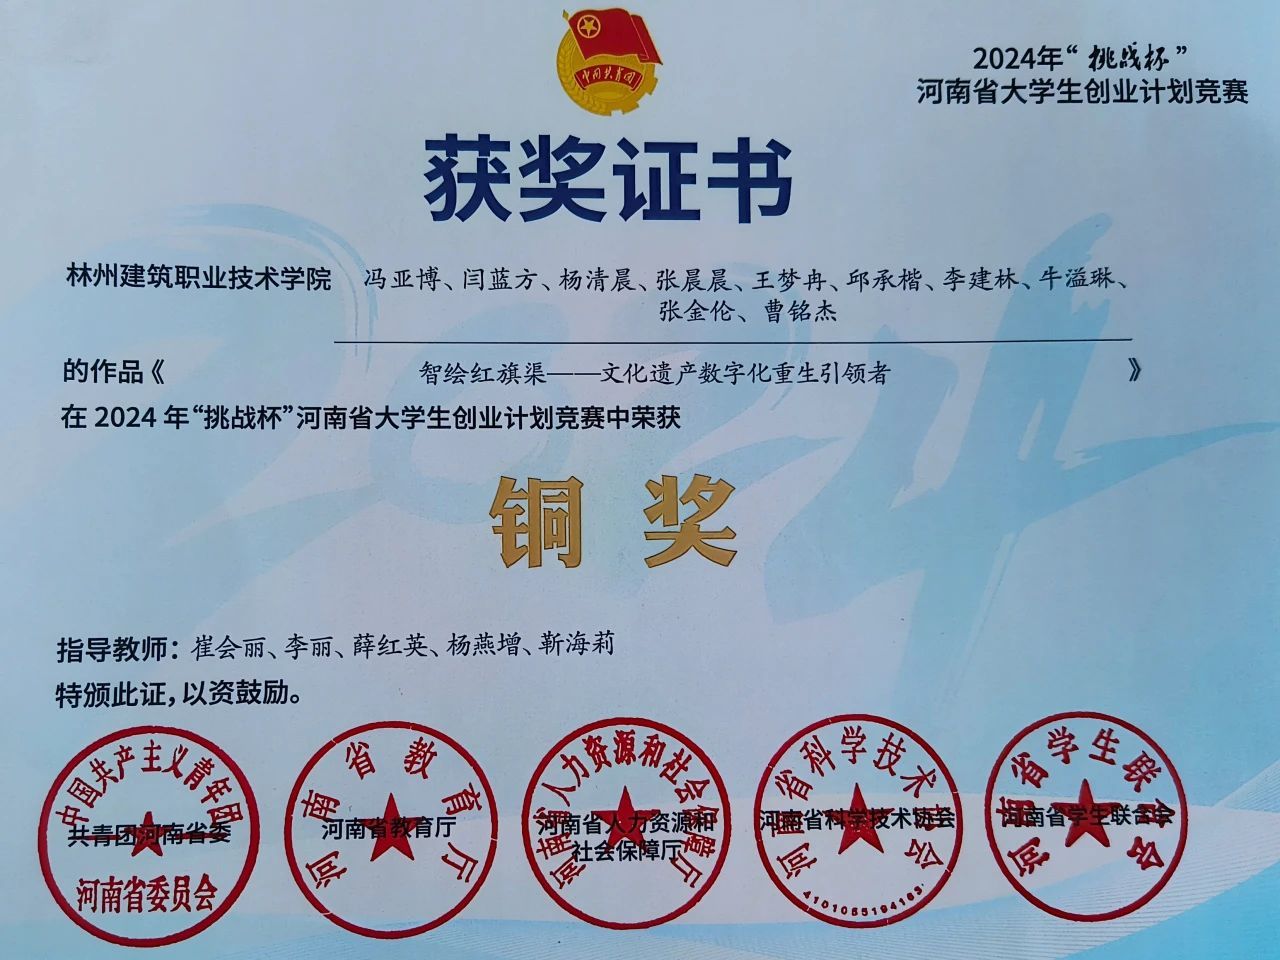 中国共青团
2024年“挑战杯”
河南省大学生创业计划竞赛
获奖证书
林州建筑职业技术学院 冯亚博、闫蓝方、杨清晨、张晨晨、王梦冉、邱承楷、李建林、牛溢琳、
张金伦、曹铭杰
的作品《 智绘红旗渠——文化遗产数字化重生引领者 》
在 2024 年“挑战杯”河南省大学生创业计划竞赛中荣获
铜 奖
指导教师：崔会丽、李丽、薛红英、杨燕增、靳海莉
特颁此证，以资鼓励。
中国共产主义青年团
共青团河南省委
河南省委员会
河南省教育厅
河南省教育厅
河南省人力资源和社会保障厅
河南省人力资源和
社会保障厅
河南省科学技术协会
河南省科学技术协会
4101055194163
河南省学生联合会
河南省学生联合会